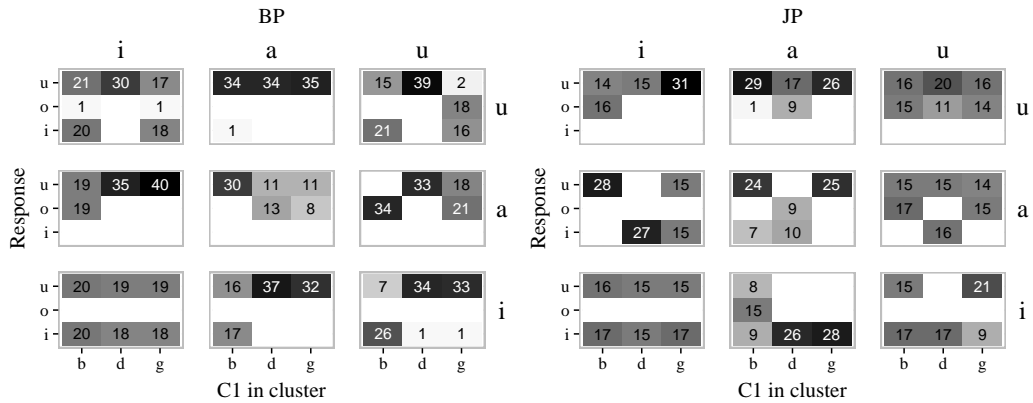 BP JP
i a u i a u
u 21 30 17 34 34 35 15 39 2 u 14 15 31 29 17 26 16 20 16
o 1 1 18 u o 16 1 9 15 11 14 u
i 20 18 1 21 16 i
Response Response
u 19 35 40 30 11 11 33 18 u 28 15 24 25 15 15 14
o 19 13 8 34 21 a o 9 17 15 a
i i 27 15 7 10 16
u 20 19 19 16 37 32 7 34 33 u 16 15 15 8 15 21
o i o 15 i
i 20 18 18 17 26 1 1 i 17 15 17 9 26 28 17 17 9
b d g b d g b d g b d g b d g b d g
C1 in cluster C1 in cluster